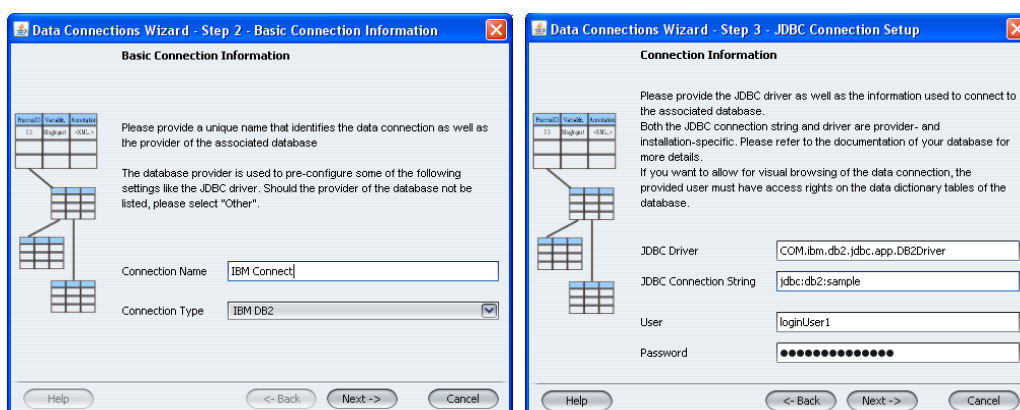 Data Connections Wizard - Step 2 - Basic Connection Information
Basic Connection Information
Please provide a unique name that identifies the data connection as well as
the provider of the associated database
The database provider is used to pre-configure some of the following
settings like the JDBC driver. Should the provider of the database not be
listed, please select "Other".
Connection Name
IBM Connect
Connection Type
IBM DB2
Help
<- Back
Next ->
Cancel
Data Connections Wizard - Step 3 - JDBC Connection Setup
Connection Information
Please provide the JDBC driver as well as the information used to connect to
the associated database.
Both the JDBC connection string and driver are provider- and
installation-specific. Please refer to the documentation of your database for
more details.
If you want to allow for visual browsing of the data connection, the
provided user must have access rights on the data dictionary tables of the
database.
JDBC Driver
COM.ibm.db2.jdbc.app.DB2Driver
JDBC Connection String
jdbc:db2:sample
User
loginUser1
Password
Help
<- Back
Next ->
Cancel